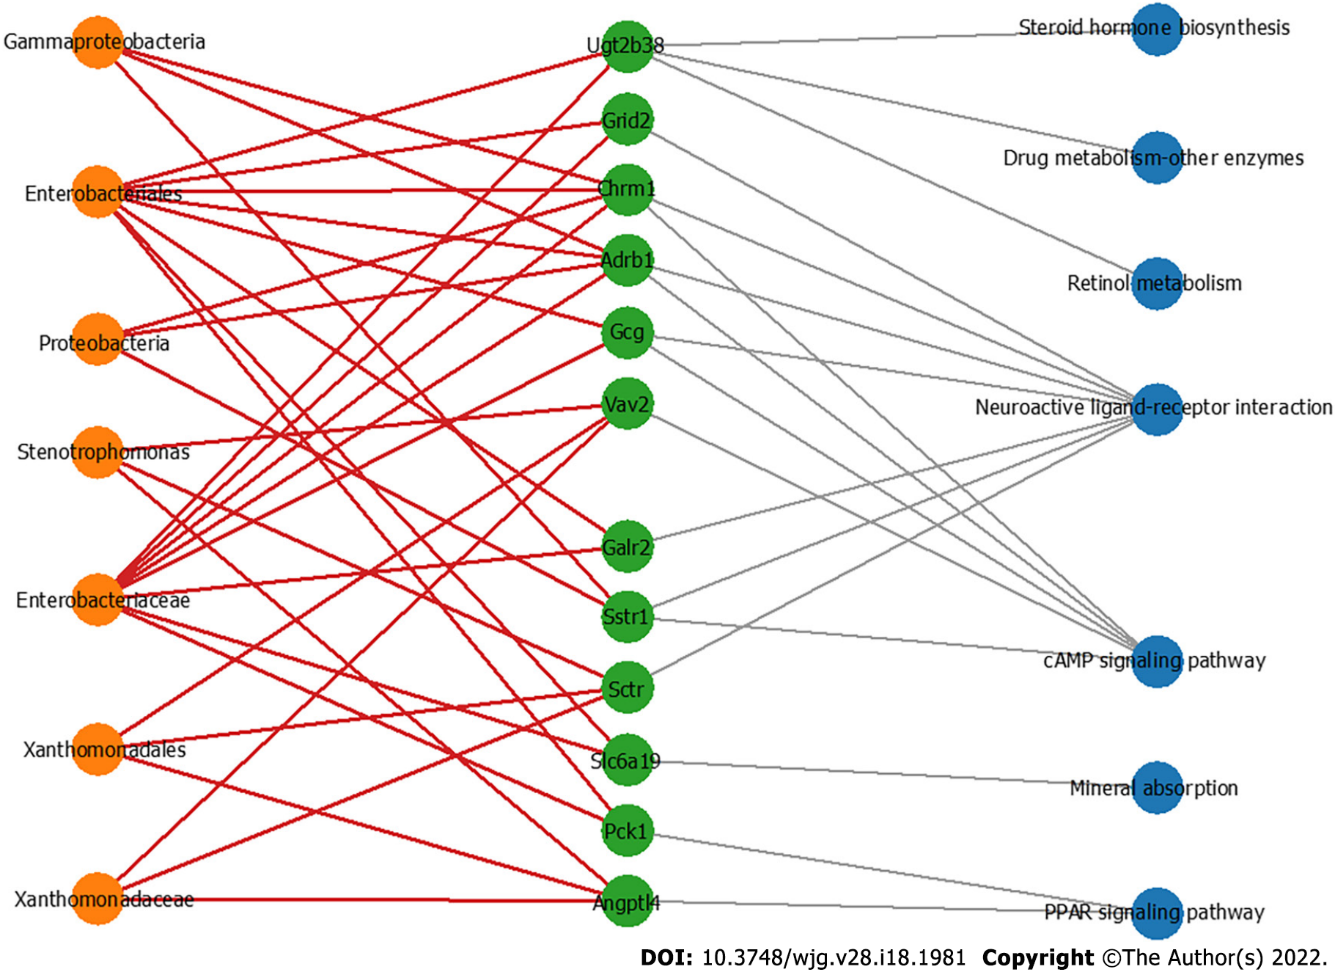 Gammaproteobacteria
Enterobacteriales
Proteobacteria
Stenotrophomonas
Enterobacteriaceae
Xanthomonadales
Xanthomonadaceae
Ugt2b38
Grid2
Chrm1
Adrb1
Gcg
Vav2
Galr2
Sstr1
Sctr
Slc6a19
Pck1
Angptl4
Steroid hormone biosynthesis
Drug metabolism-other enzymes
Retinol metabolism
Neuroactive ligand-receptor interaction
cAMP signaling pathway
Mineral absorption
PPAR signaling pathway
DOI: 10.3748/wjg.v28.i18.1981 Copyright ©The Author(s) 2022.